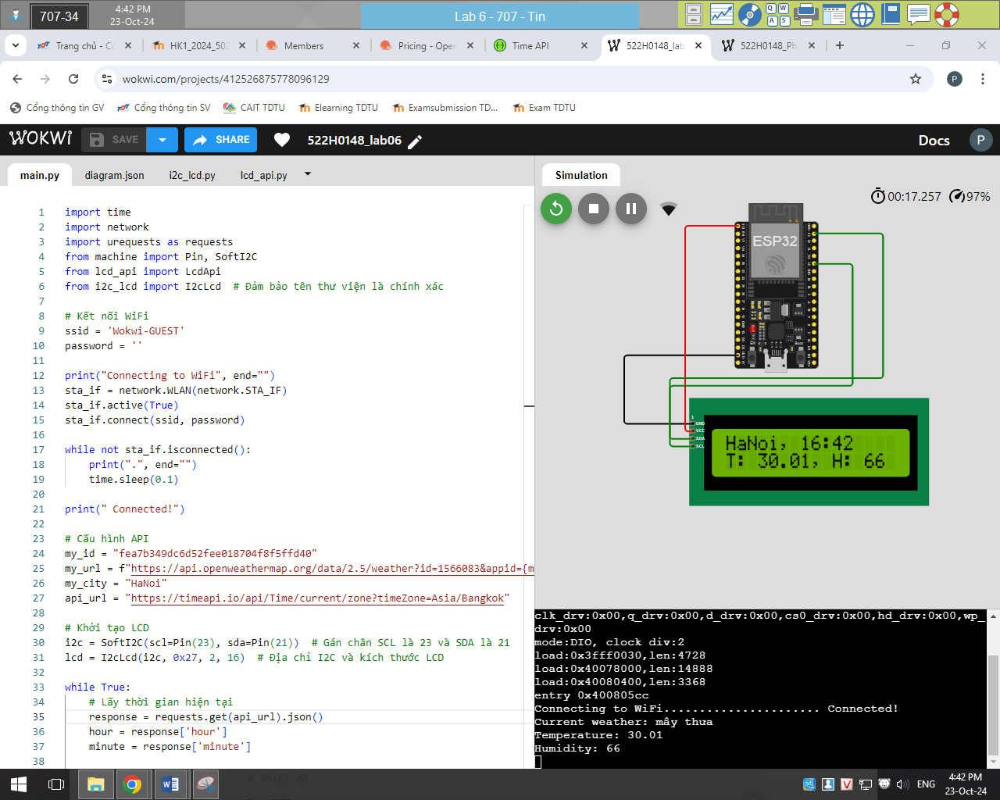 707-34
4:42 PM
23-Oct-24
Lab 6 - 707 - Tin
Trang chủ - Cổ
HK1_2024_502
Members
Pricing - Oper
Time API
522H0148_lab
522H0148_Ph
wokwi.com/projects/412526875778096129
P
Cổng thông tin GV
Cổng thông tin SV
CAIT TDTU
Elearning TDTU
Examsubmission TD...
Exam TDTU
WOKWI
SAVE
SHARE
522H0148_lab06
Docs
P
main.py
diagram.json
i2c_lcd.py
lcd_api.py
Simulation
00:17.257
97%
1 import time
2 import network
3 import urequests as requests
4 from machine import Pin, SoftI2C
5 from lcd_api import LcdApi
6 from i2c_lcd import I2cLcd # Đảm bảo tên thư viện là chính xác
7
8 # Kết nối WiFi
9 ssid = 'Wokwi-GUEST'
10 password = ''
11
12 print("Connecting to WiFi", end="")
13 sta_if = network.WLAN(network.STA_IF)
14 sta_if.active(True)
15 sta_if.connect(ssid, password)
16
17 while not sta_if.isconnected():
18 print(".", end="")
19 time.sleep(0.1)
20
21 print(" Connected!")
22
23 # Cấu hình API
24 my_id = "fea7b349dc6d52fee018704f8f5ffd40"
25 my_url = f"https://api.openweathermap.org/data/2.5/weather?id=1566083&appid={m
26 my_city = "HaNoi"
27 api_url = "https://timeapi.io/api/Time/current/zone?timeZone=Asia/Bangkok"
28
29 # Khởi tạo LCD
30 i2c = SoftI2C(scl=Pin(23), sda=Pin(21)) # Gán chân SCL là 23 và SDA là 21
31 lcd = I2cLcd(i2c, 0x27, 2, 16) # Địa chỉ I2C và kích thước LCD
32
33 while True:
34 # Lấy thời gian hiện tại
35 response = requests.get(api_url).json()
36 hour = response['hour']
37 minute = response['minute']
38
ESP32
EN
Boot
1
GND
VCC
SDA
SCL
HaNoi, 16:42
T: 30.01, H: 66
clk_drv:0x00,q_drv:0x00,d_drv:0x00,cs0_drv:0x00,hd_drv:0x00,wp_
drv:0x00
mode:DIO, clock div:2
load:0x3fff0030,len:4728
load:0x40078000,len:14888
load:0x40080400,len:3368
entry 0x400805cc
Connecting to WiFi...................... Connected!
Current weather: mây thua
Temperature: 30.01
Humidity: 66
# Nhiệt độ
ENG
4:42 PM
23-Oct-24